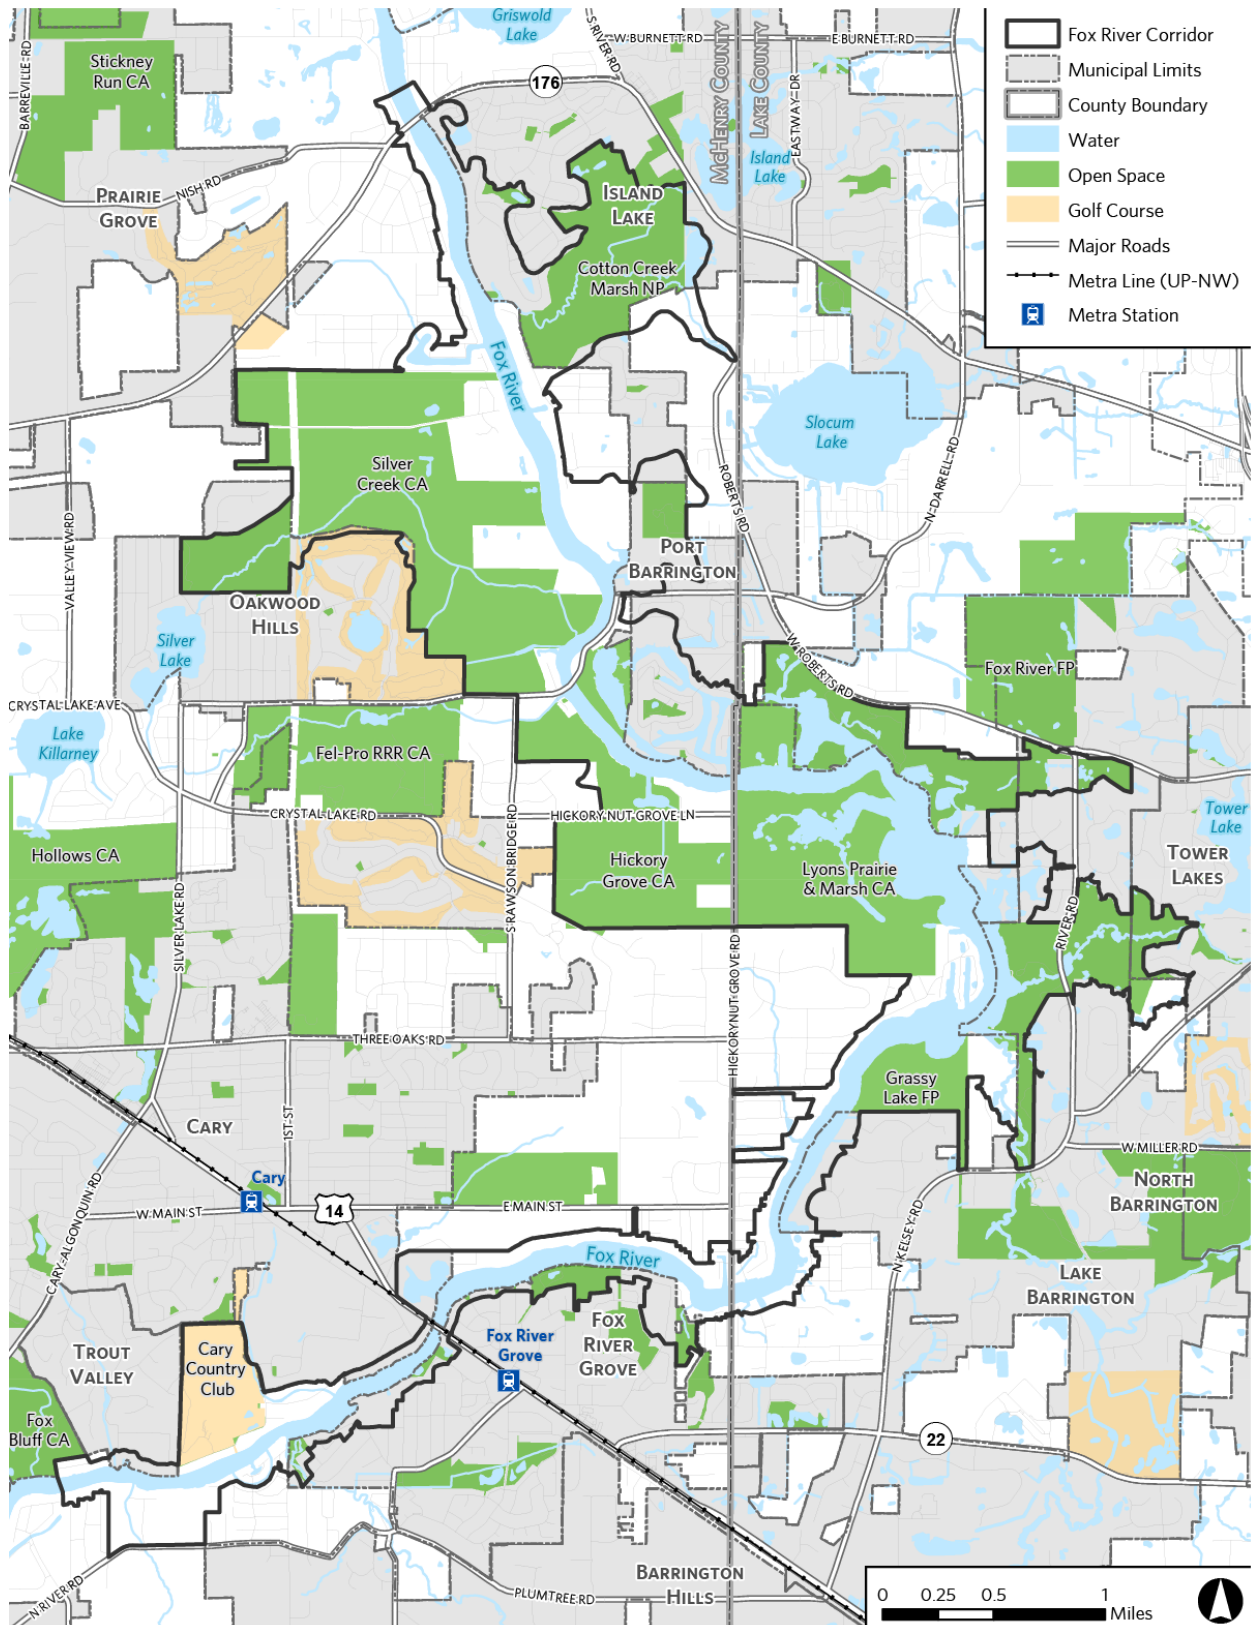 Griswold
Lake
S RIVER RD
W BURNETT RD
E BURNETT RD
BARREVILLE RD
Stickney
Run CA
176
McHENRY COUNTY
LAKE COUNTY
EASTWAY DR
Island
Lake
Fox River Corridor
Municipal Limits
County Boundary
Water
Open Space
Golf Course
Major Roads
Metra Line (UP-NW)
Metra Station
PRAIRIE
GROVE
NISH RD
ISLAND
LAKE
Cotton Creek
Marsh NP
Fox River
Slocum
Lake
Silver
Creek CA
ROBERTS RD
N DARRELL RD
VALLEY VIEW RD
PORT
BARRINGTON
OAKWOOD
HILLS
Silver
Lake
W ROBERTS RD
Fox River FP
CRYSTAL LAKE AVE
Lake
Killarney
Fel-Pro RRR CA
CRYSTAL LAKE RD
S RAWSON BRIDGE RD
HICKORY NUT GROVE LN
Tower
Lake
TOWER
LAKES
Hollows CA
Hickory
Grove CA
Lyons Prairie
& Marsh CA
SILVER LAKE RD
RIVER RD
HICKORY NUT GROVE RD
THREE OAKS RD
Grassy
Lake FP
CARY
1ST ST
W MILLER RD
NORTH
BARRINGTON
Cary
CARY-ALGONQUIN RD
W MAIN ST
14
E MAIN ST
N KELSEY RD
Fox River
LAKE
BARRINGTON
FOX
RIVER
GROVE
Fox River
Grove
TROUT
VALLEY
Cary
Country
Club
Fox
Bluff CA
22
BARRINGTON
HILLS
PLUM TREE RD
N RIVER RD
0 0.25 0.5 1
Miles